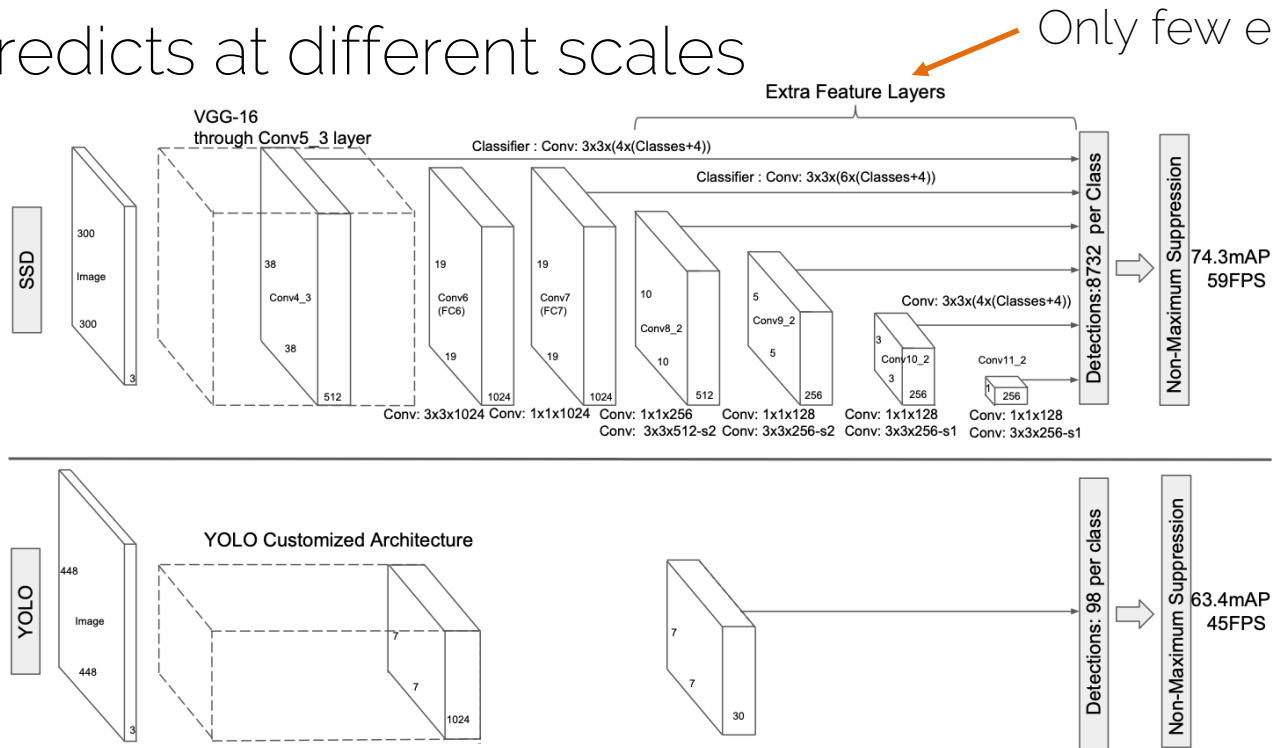 redicts at different scales
Only few e
Extra Feature Layers
VGG-16
through Conv5_3 layer
Classifier : Conv: 3x3x(4x(Classes+4))
Classifier : Conv: 3x3x(6x(Classes+4))
SSD
300
Image
300
3
38
Conv4_3
38
512
19
Conv6
(FC6)
19
1024
19
Conv7
(FC7)
19
1024
10
Conv8_2
10
512
5
Conv9_2
5
256
Conv: 3x3x(4x(Classes+4))
3
Conv10_2
3
256
Conv11_2
1
256
Conv: 3x3x1024
Conv: 1x1x1024
Conv: 1x1x256
Conv: 3x3x512-s2
Conv: 1x1x128
Conv: 3x3x256-s2
Conv: 1x1x128
Conv: 3x3x256-s1
Conv: 1x1x128
Conv: 3x3x256-s1
Detections:8732 per Class
Non-Maximum Suppression
74.3mAP
59FPS
YOLO
448
Image
448
3
YOLO Customized Architecture
7
7
1024
7
7
30
Detections: 98 per class
Non-Maximum Suppression
63.4mAP
45FPS